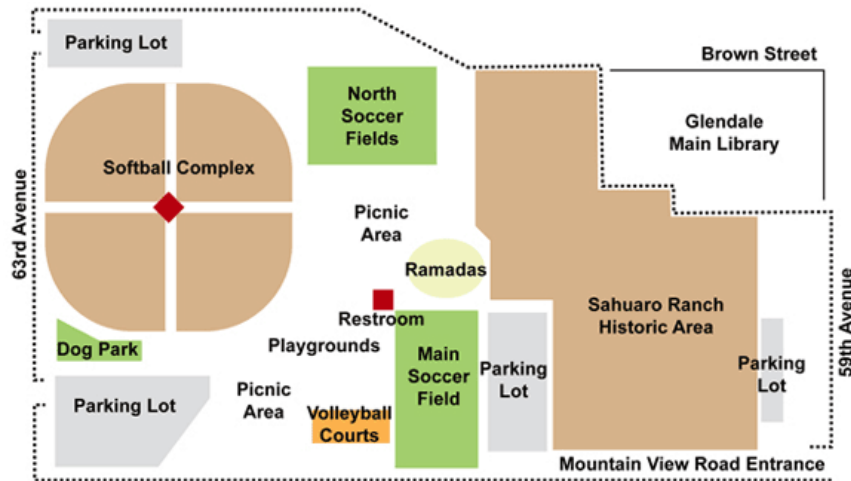 Parking Lot
Brown Street
North
Soccer
Fields
Glendale
Main Library
Softball Complex
63rd Avenue
Picnic
Area
Ramadas
Sahuaro Ranch
Historic Area
59th Avenue
Restroom
Playgrounds
Dog Park
Main
Soccer
Field
Parking
Lot
Parking
Lot
Picnic
Area
Parking Lot
Volleyball
Courts
Mountain View Road Entrance